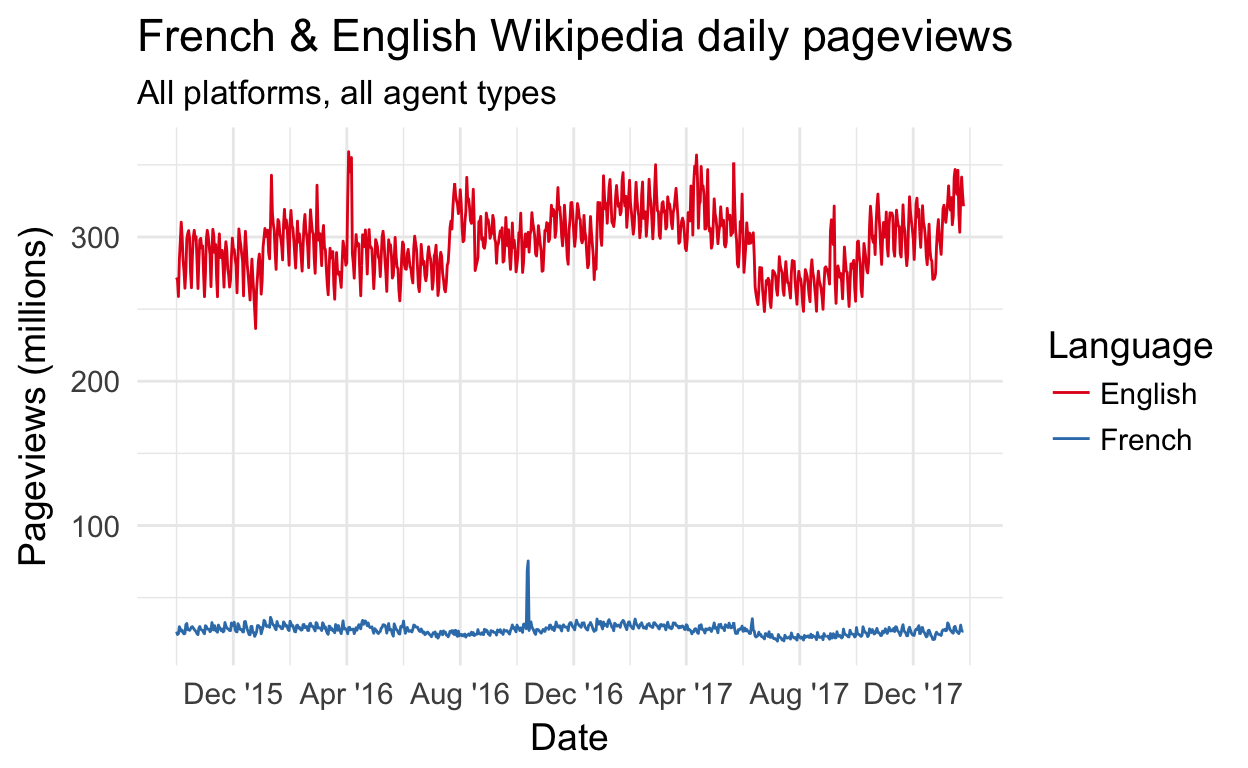 French & English Wikipedia daily pageviews
All platforms, all agent types
Pageviews (millions)
300
200
100
Dec '15 Apr '16 Aug '16 Dec '16 Apr '17 Aug '17 Dec '17
Date
Language
English
French